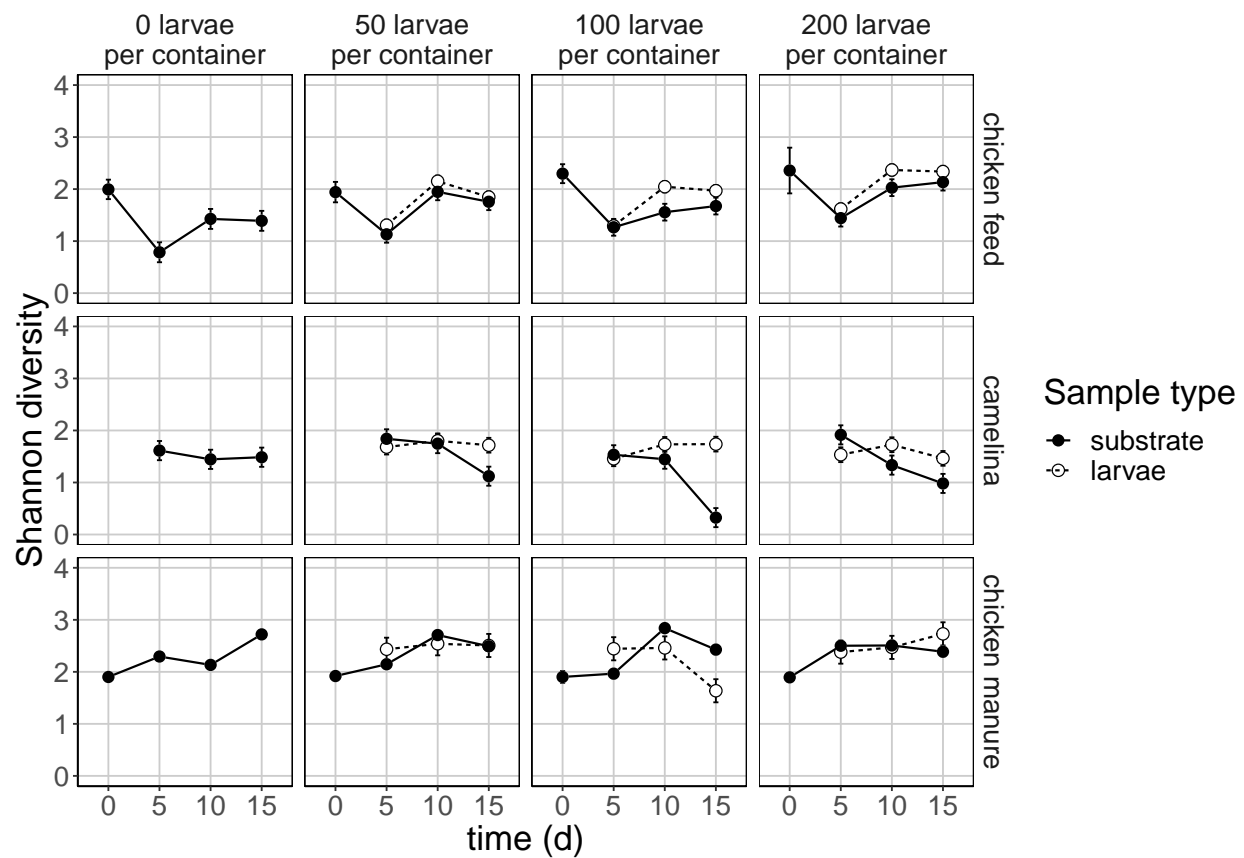 0 larvae
per container
50 larvae
per container
100 larvae
per container
200 larvae
per container
4
3
2
1
0
chicken feed
4
3
2
1
0
camelina
4
3
2
1
0
chicken manure
Shannon diversity
0 5 10 15
0 5 10 15
0 5 10 15
0 5 10 15
time (d)
Sample type
substrate
larvae